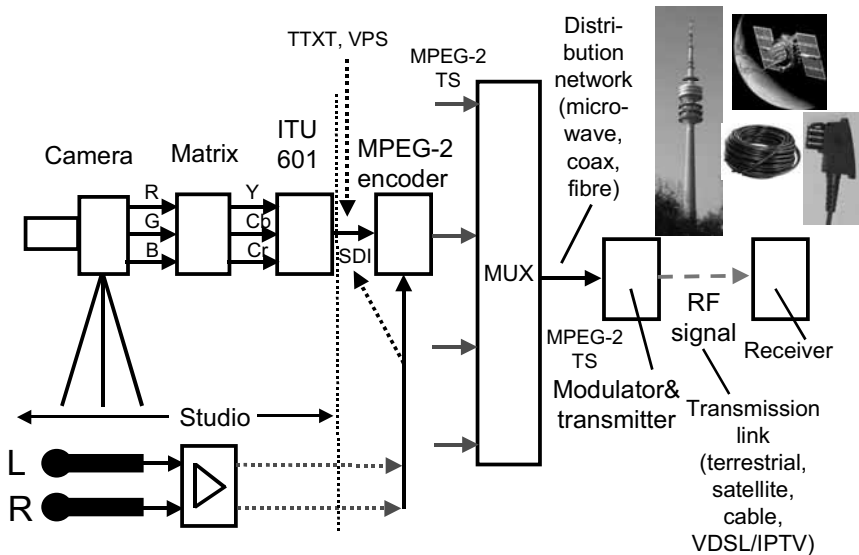 TTXT, VPS
MPEG-2
TS
Distri-
bution
network
(micro-
wave,
coax,
fibre)
Camera
Matrix
ITU
601
MPEG-2
encoder
R
G
B
Y
Cb
Cr
SDI
MUX
MPEG-2
TS
Modulator&
transmitter
RF
signal
Receiver
Transmission
link
(terrestrial,
satellite,
cable,
VDSL/IPTV)
Studio
L
R